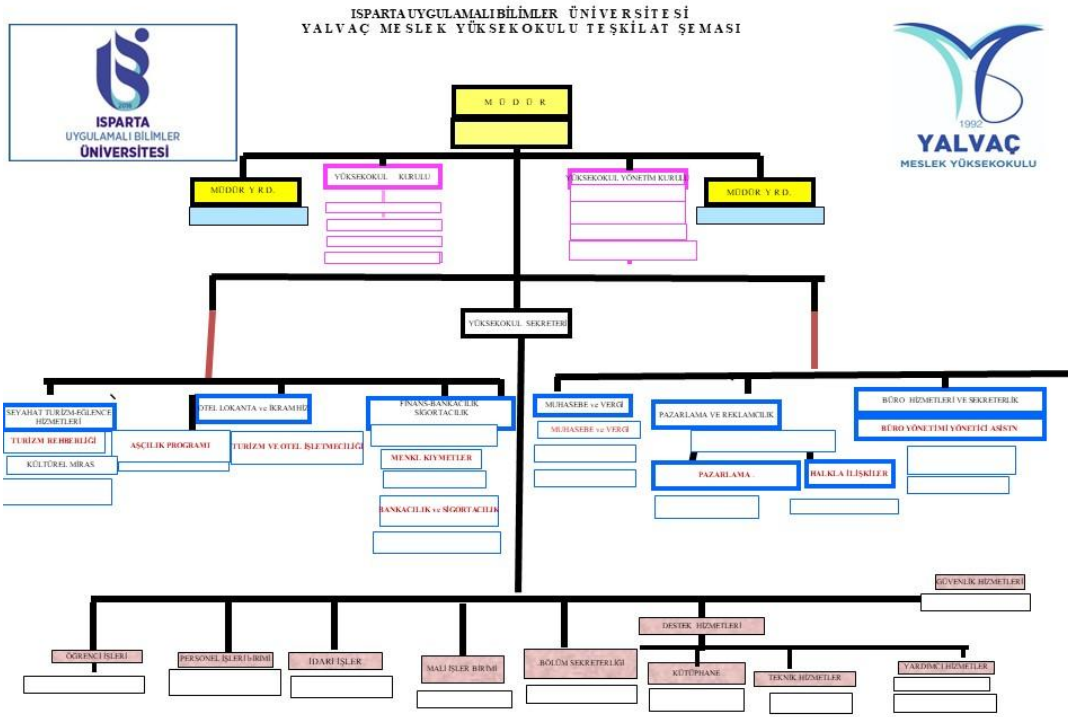 ISPARTA UYGULAMALI BİLİMLER ÜNİVERSİTESİ
YALVAÇ MESLEK YÜKSEKOKULU TEŞKİLAT ŞEMASI
2018
ISPARTA
UYGULAMALI BİLİMLER
ÜNİVERSİTESİ
1992
YALVAÇ
MESLEK YÜKSEKOKULU
MÜDÜR
MÜDÜR YRD.
YÜKSEKOKUL KURULU
YÜKSEKOKUL YÖNETİM KURULU
MÜDÜR YRD.
YÜKSEKOKUL SEKRETERİ
SEYAHAT TURİZM-EĞLENCE
HİZMETLERİ
TURİZM REHBERLİĞİ
KÜLTÜREL MİRAS
OTEL LOKANTA ve İKRAM HİZ
AŞÇILIK PROGRAMI
TURİZM VE OTEL İŞLETMECİLİĞİ
FİNANS-BANKACILIK
SİGORTACILIK
MENKL KIYMETLER
BANKACILIK ve SİGORTACILIK
MUHASEBE ve VERGİ
MUHASEBE ve VERGİ
PAZARLAMA VE REKLAMCILIK
PAZARLAMA .
HALKLA İLİŞKİLER
BÜRO HİZMETLERİ VE SEKRETERLİK
BÜRO YÖNETİMİ YÖNETİCİ ASİSTN
GÜVENLİK HİZMETLERİ
DESTEK HİZMETLERİ
ÖĞRENCİ İŞLERİ
PERSONEL İŞLERİ bİRİMİ
İDARİ İŞLER
MALİ İŞLER BİRİMİ
BÖLÜM SEKRETERLİĞİ
KÜTÜPHANE
TEKNİK HİZMETLER
YARDIMCI HİZMETLER